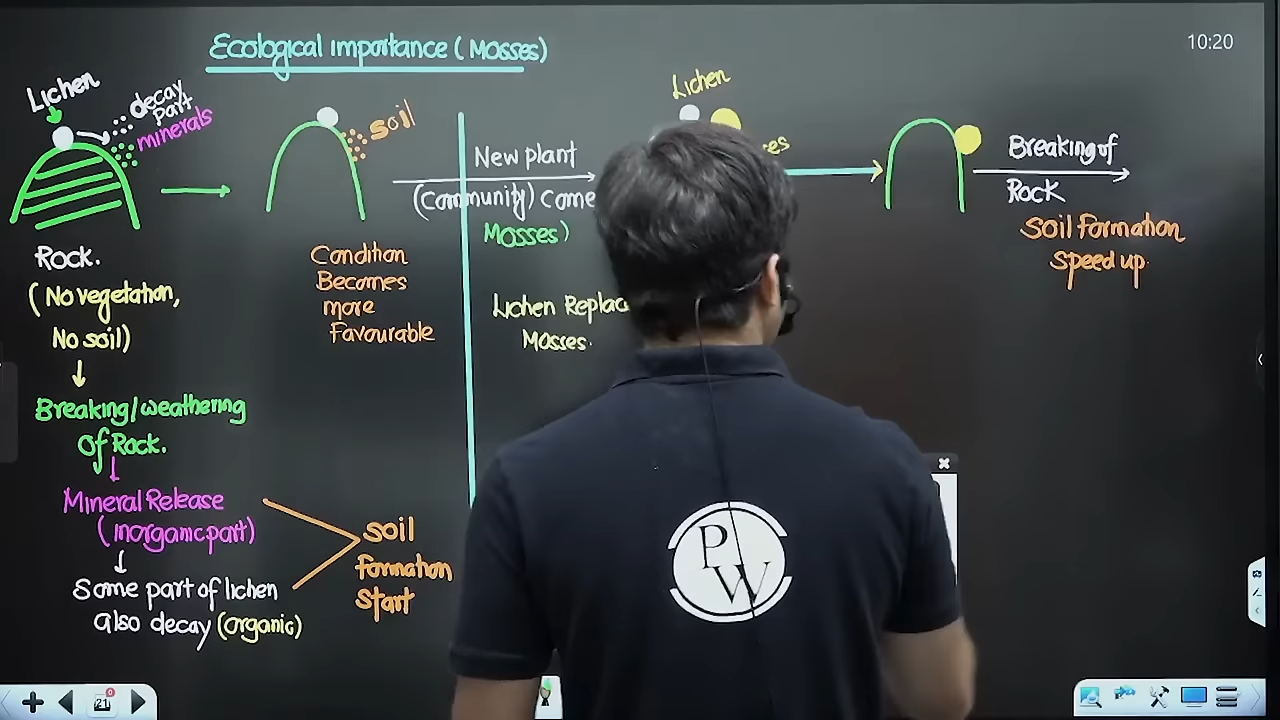 Ecological importance (Mosses)
10:20
Lichen
decay
part
minerals
Rock.
(No vegetation,
No soil)
Breaking/weathering
Of Rock.
Mineral Release
(inorganic part)
Some part of lichen
also decay (organic)
soil
formation
start
soil
Condition
Becomes
more
Favourable
New plant
(community) come
Mosses)
Lichen Replac
Mosses.
Lichen
Breaking of
Rock
Soil Formation
Speed up.
PW
21